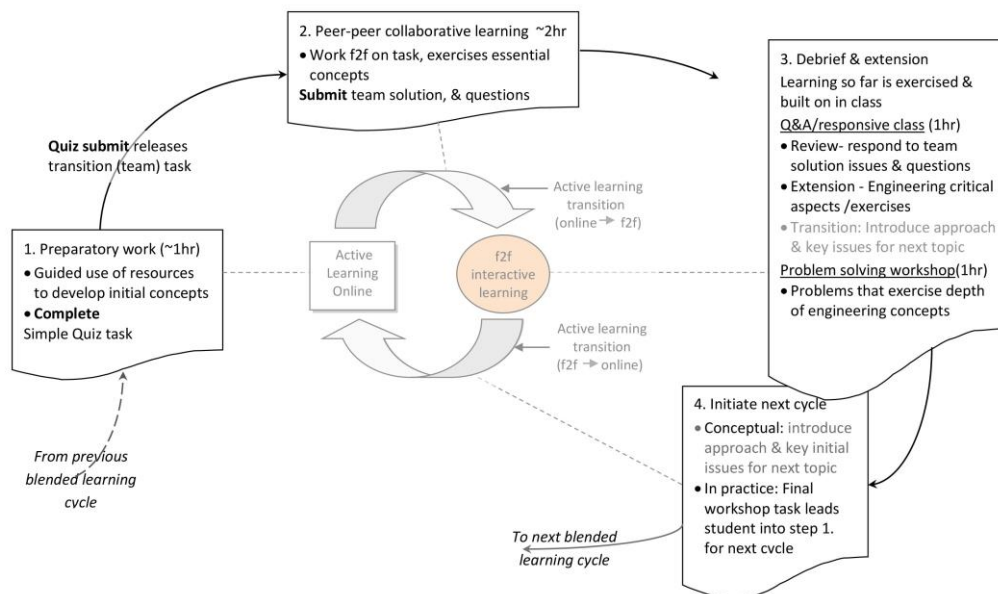 2. Peer-peer collaborative learning ~2hr
• Work f2f on task, exercises essential
concepts
Submit team solution, & questions
3. Debrief & extension
Learning so far is exercised &
built on in class
Q&A/responsive class (1hr)
• Review- respond to team
solution issues & questions
• Extension - Engineering critical
aspects /exercises
• Transition: Introduce approach
& key issues for next topic
Problem solving workshop(1hr)
• Problems that exercise depth
of engineering concepts
Quiz submit releases
transition (team) task
Active learning
transition
(online → f2f)
1. Preparatory work (~1hr)
• Guided use of resources
to develop initial concepts
• Complete
Simple Quiz task
Active
Learning
Online
f2f
interactive
learning
Active learning
transition
(f2f → online)
4. Initiate next cycle
• Conceptual: introduce
approach & key initial
issues for next topic
• In practice: Final
workshop task leads
student into step 1.
for next cycle
From previous
blended learning
cycle
To next blended
learning cycle